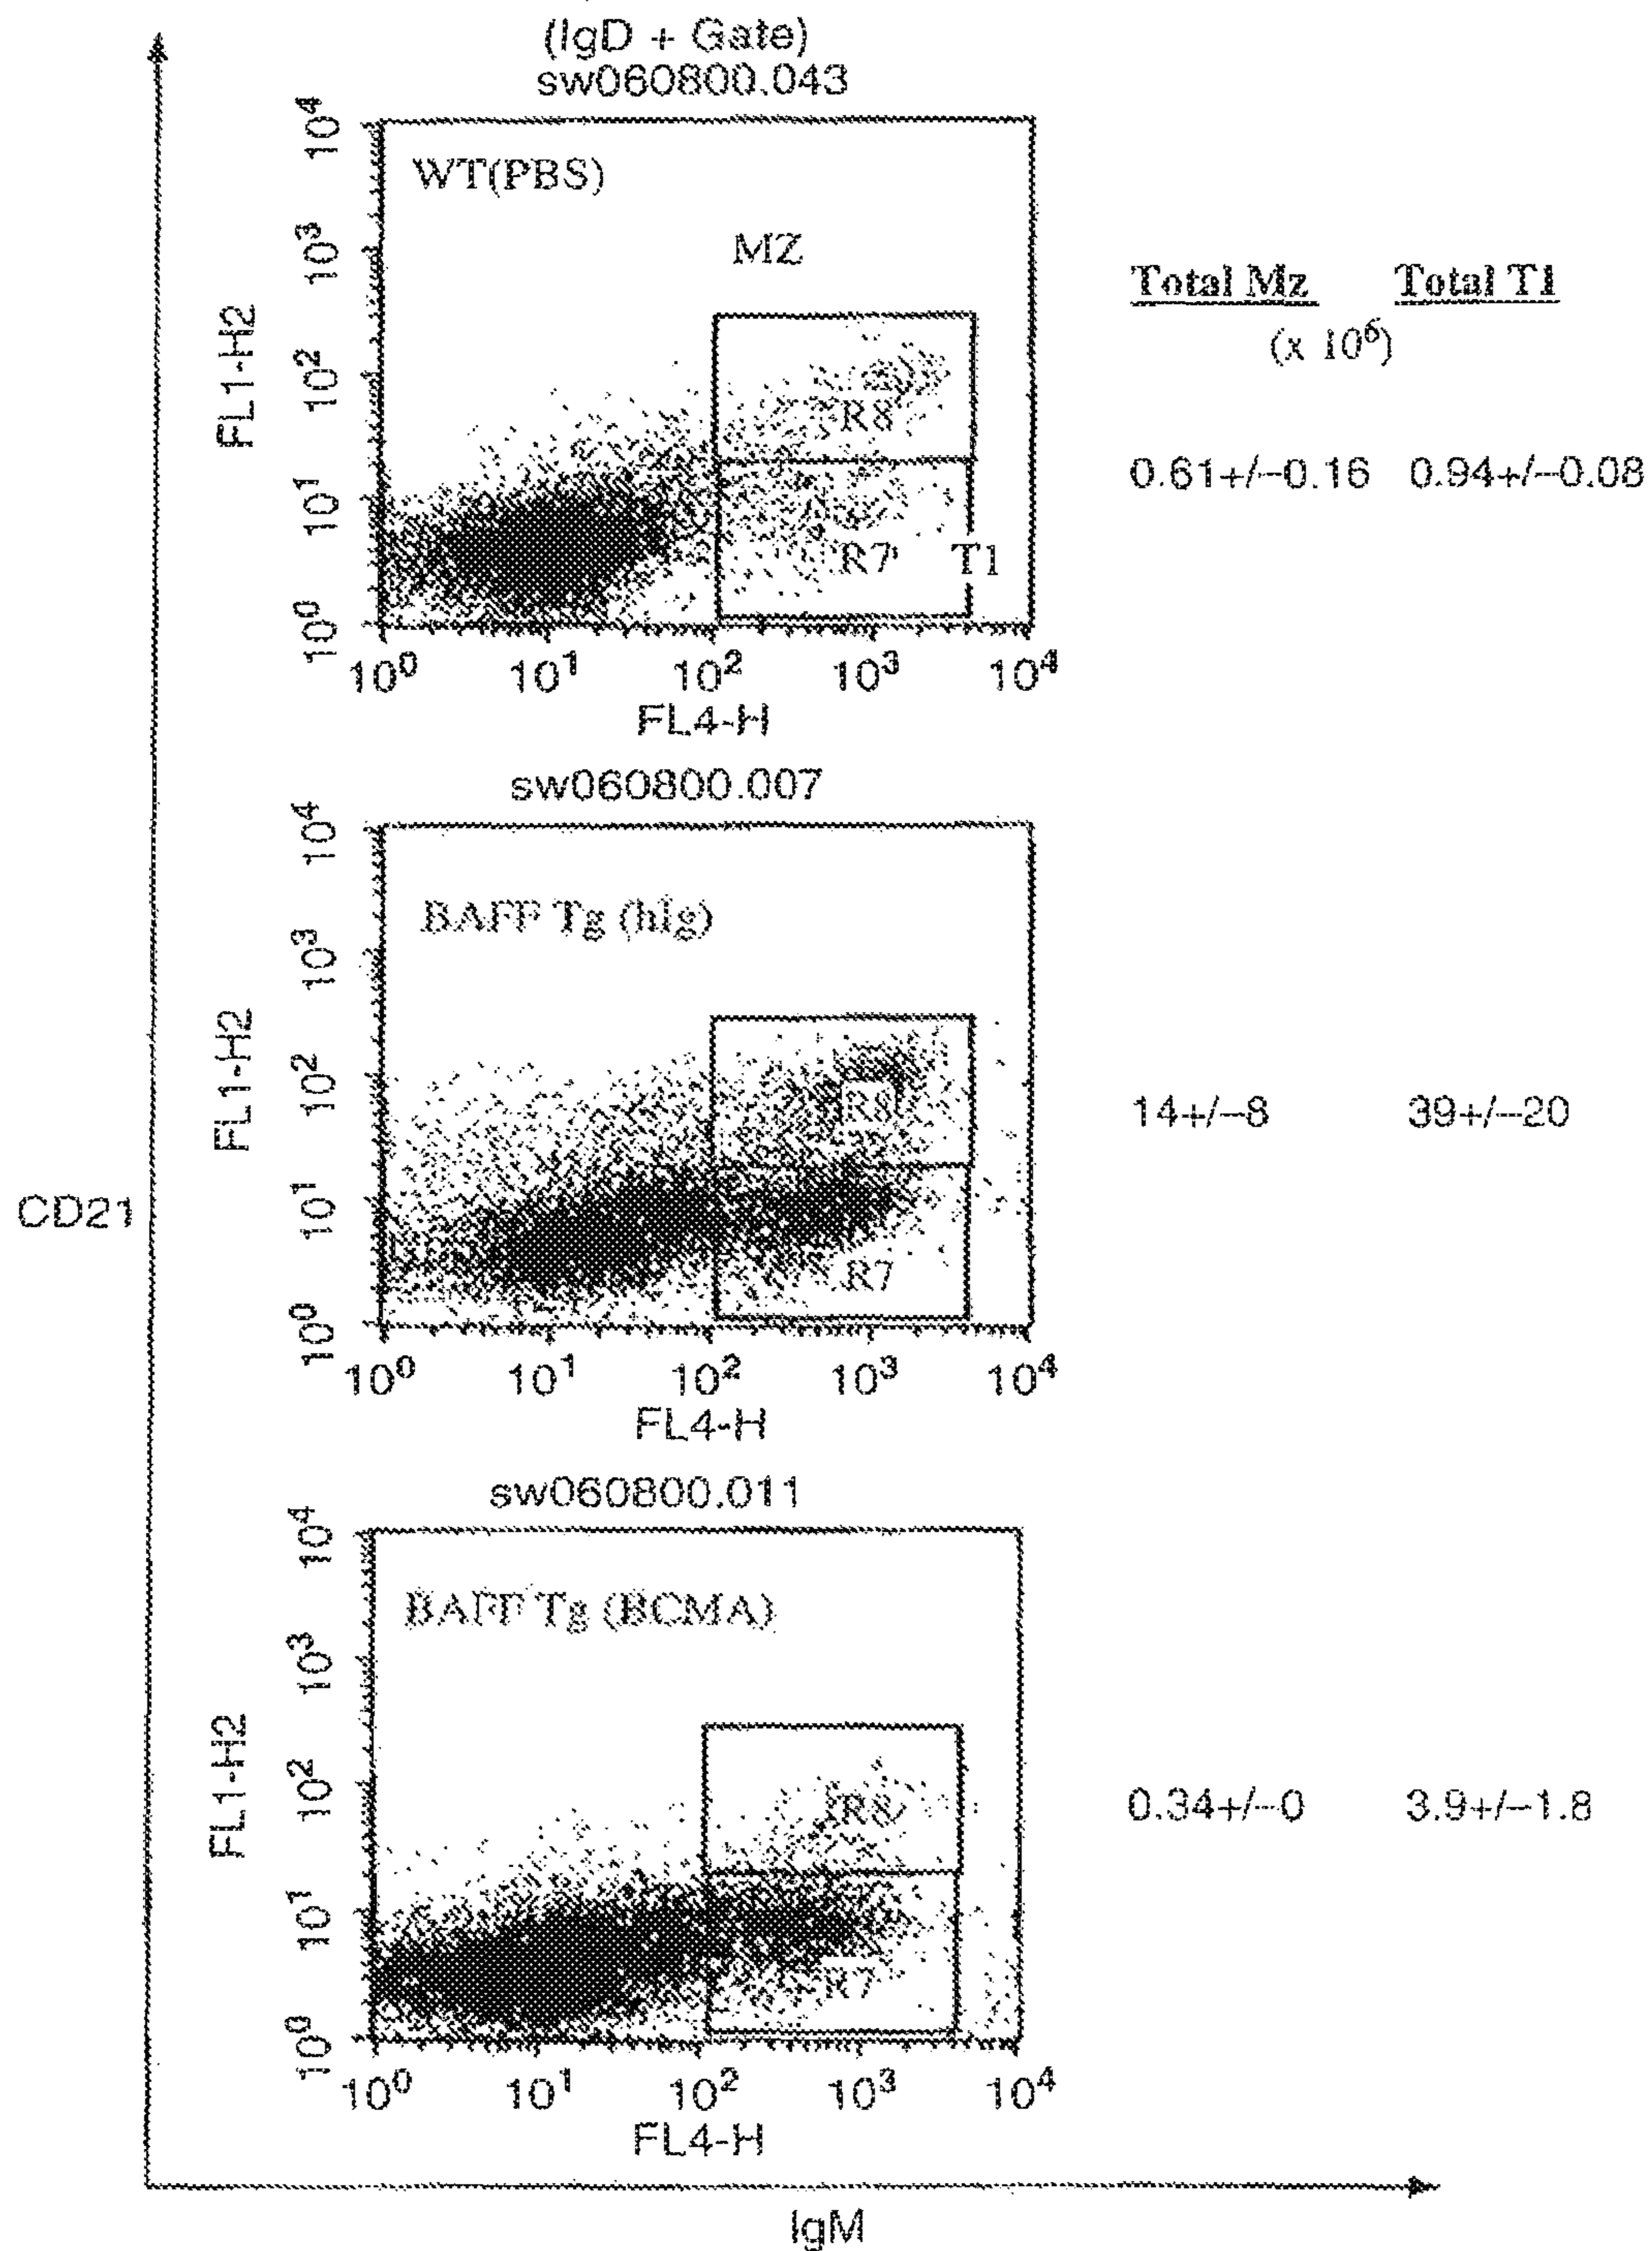 (IgD + Gate)
sw060800.043
10⁴
10³
10²
10¹
10⁰
FL1-H2
WT(PBS)
MZ
R8
R7
T1
10⁰ 10¹ 10² 10³ 10⁴
FL4-H
Total Mz Total T1
(x 10⁶)
0.61+/-0.16 0.94+/-0.08
sw060800.007
10⁴
10³
10²
10¹
10⁰
FL1-H2
BAFF Tg (hIg)
R8
R7
10⁰ 10¹ 10² 10³ 10⁴
FL4-H
14+/-8 39+/-20
CD21
sw060800.011
10⁴
10³
10²
10¹
10⁰
FL1-H2
BAFF Tg (BCMA)
R8
R7
10⁰ 10¹ 10² 10³ 10⁴
FL4-H
0.34+/-0 3.9+/-1.8
IgM